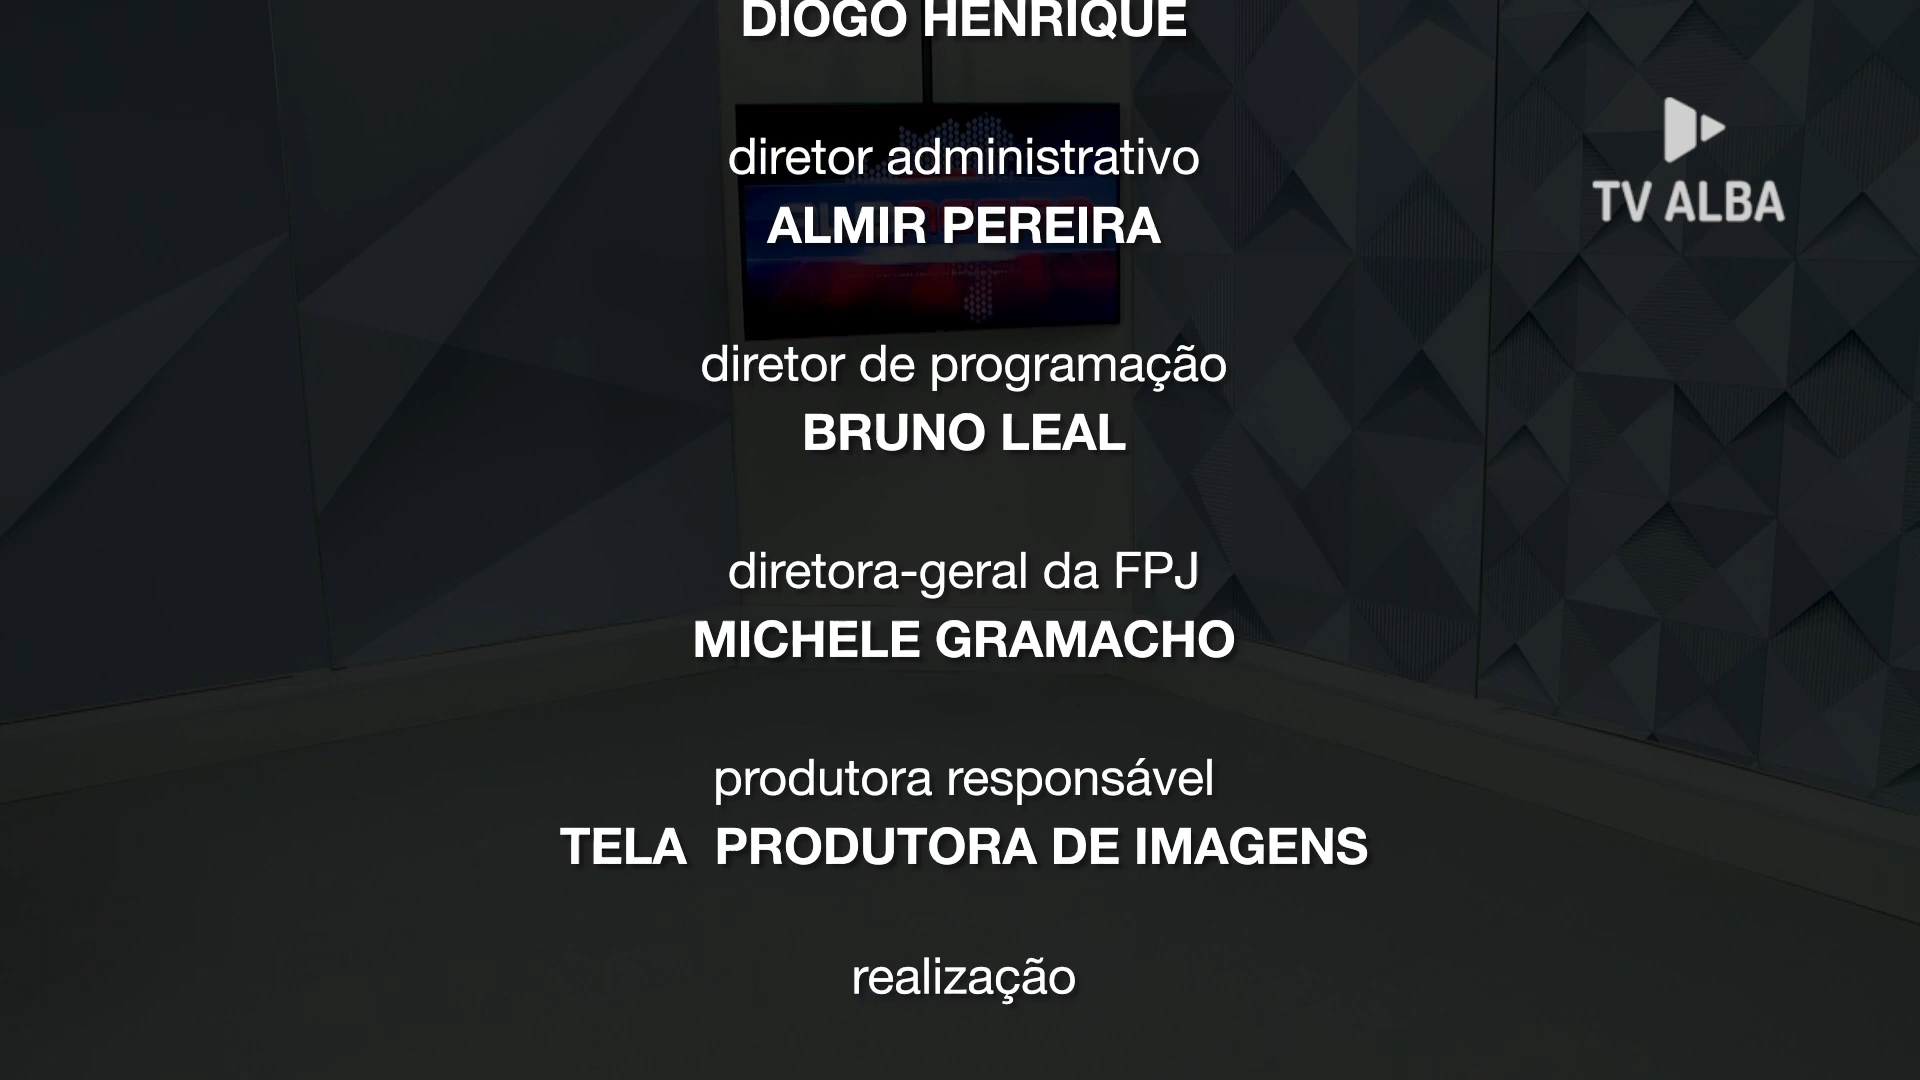 DIOGO HENRIQUE
diretor administrativo
ALMIR PEREIRA
TV ALBA
diretor de programação
BRUNO LEAL
diretora-geral da FPJ
MICHELE GRAMACHO
produtora responsável
TELA  PRODUTORA DE IMAGENS
realização